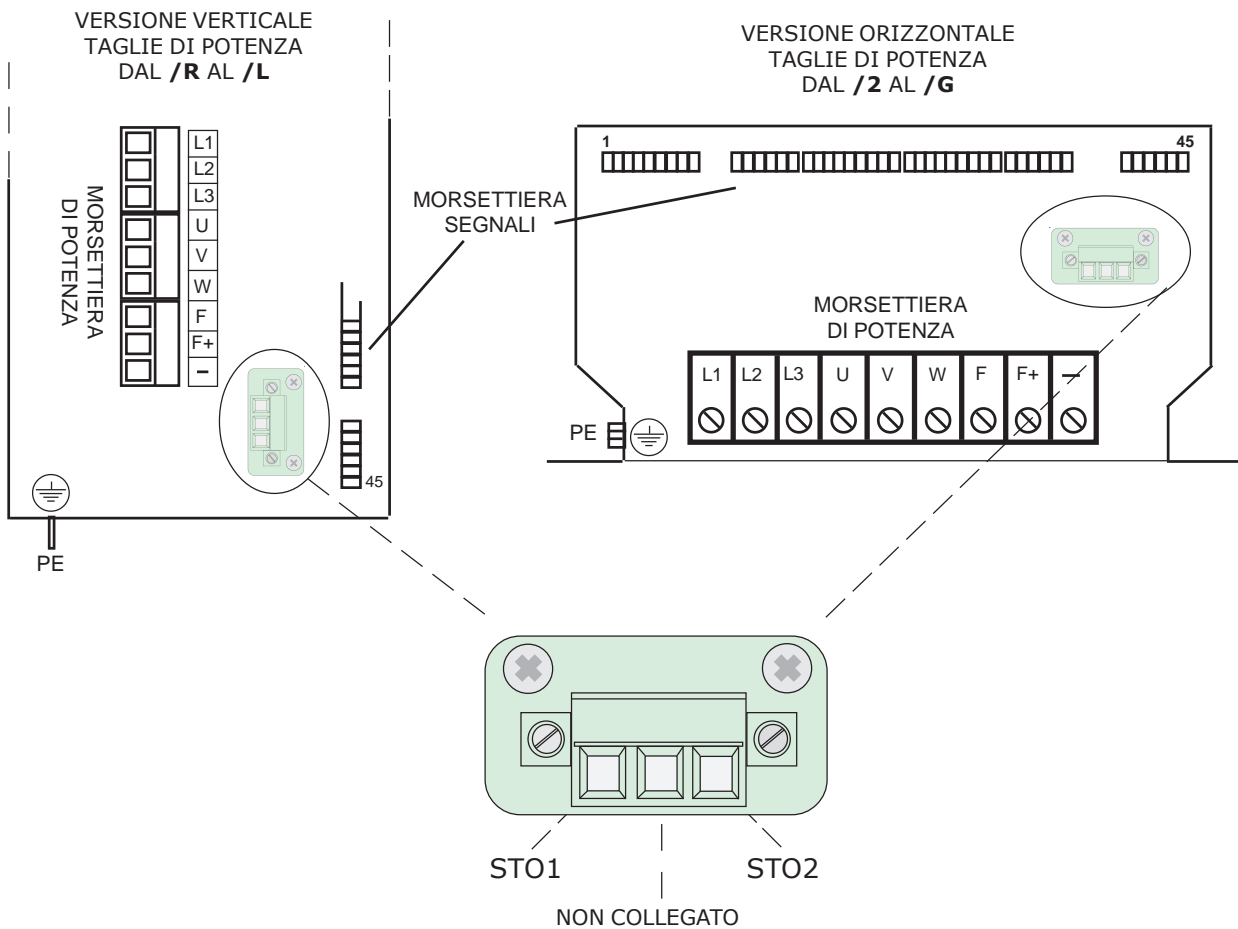 VERSIONE VERTICALE
TAGLIE DI POTENZA
DAL /R AL /L
L1
L2
L3
U
V
W
F
F+
–
MORSETTIERA
DI POTENZA
45
PE
MORSETTIERA
SEGNALI
VERSIONE ORIZZONTALE
TAGLIE DI POTENZA
DAL /2 AL /G
1
45
MORSETTIERA
DI POTENZA
L1 L2 L3 U V W F F+ –
PE
STO1
STO2
NON COLLEGATO